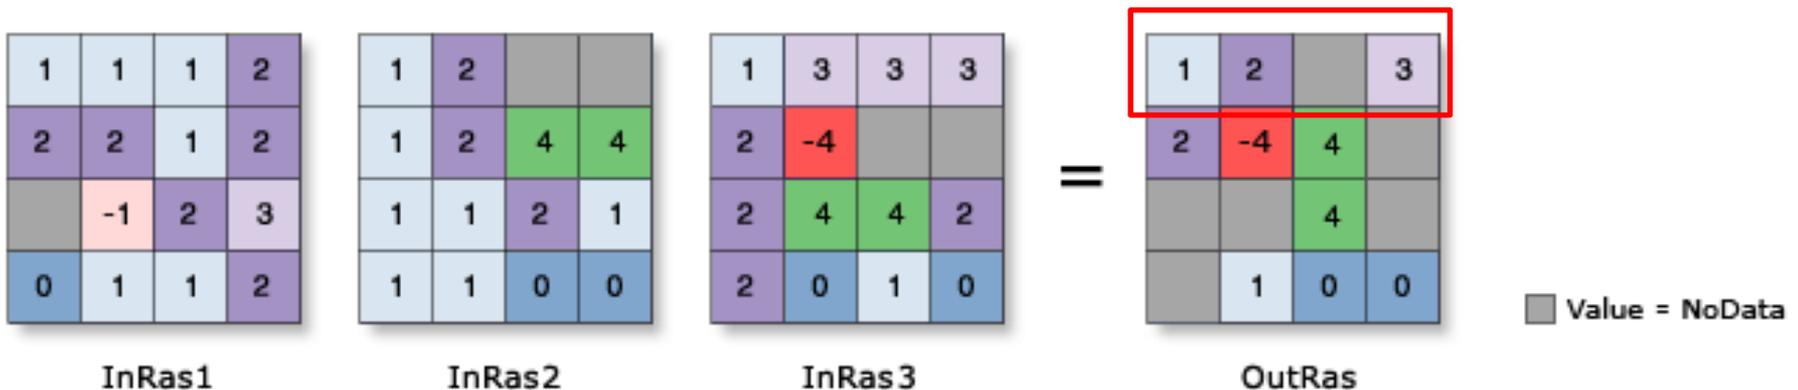 1 1 1 2 1 2 1 3 3 3 1 2 3
2 2 1 2 1 2 4 4 2 -4 = 2 -4 4
-1 2 3 1 1 2 1 2 4 4 2 4
0 1 1 2 1 1 0 0 2 0 1 0 1 0 0
Value = NoData
InRas1 InRas2 InRas3 OutRas